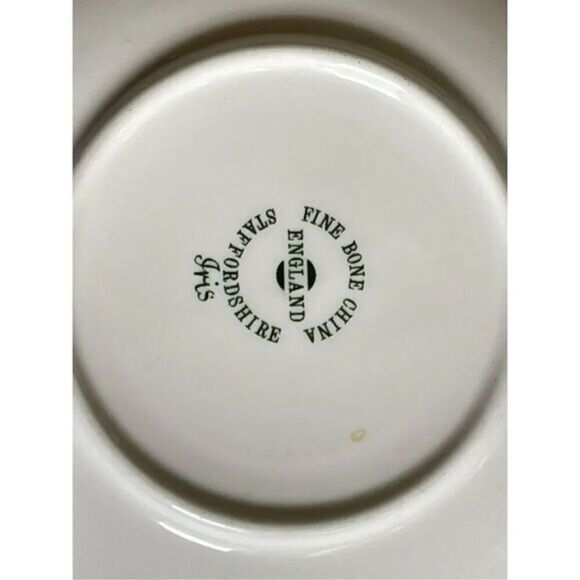 FINE BONE CHINA
ENGLAND
STAFFORDSHIRE
Iris